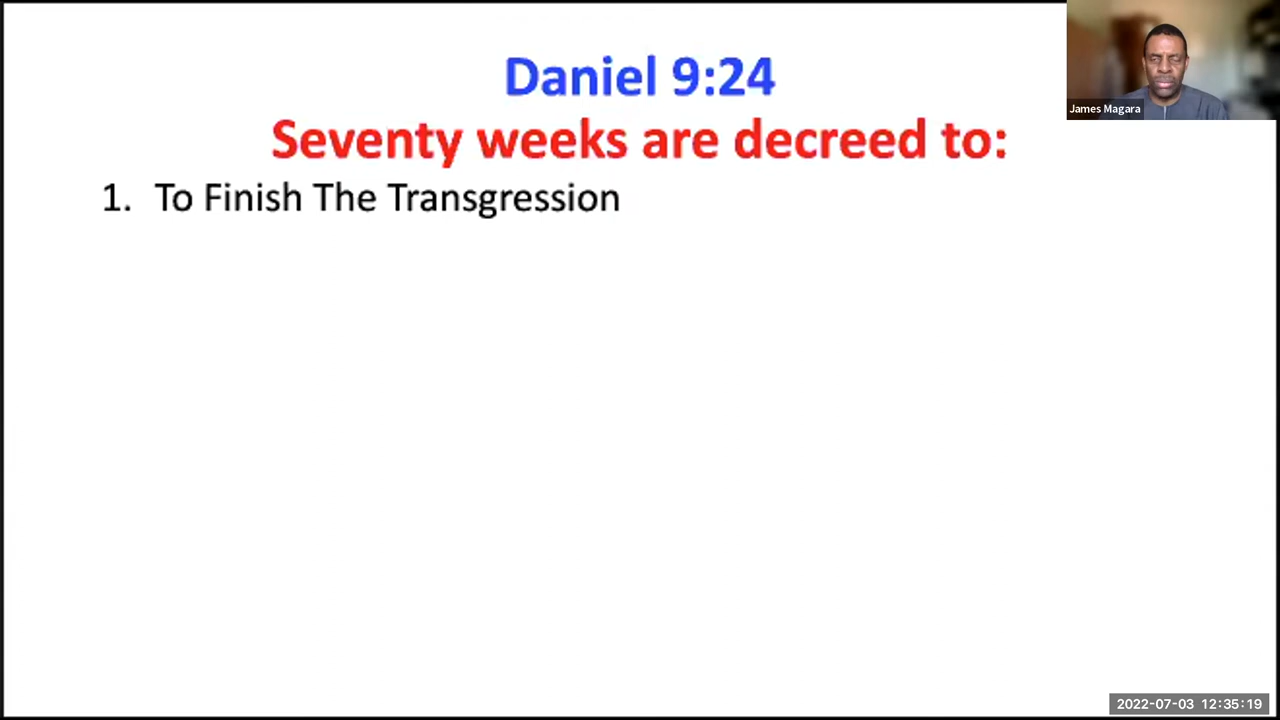 Daniel 9:24
Seventy weeks are decreed to:
1. To Finish The Transgression
James Magara
2022-07-03 12:35:19